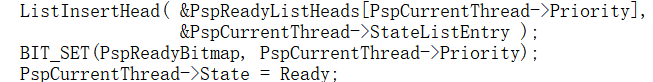 ListInsertHead( &PspReadyListHeads[PspCurrentThread->Priority],
&PspCurrentThread->StateListEntry );
BIT_SET(PspReadyBitmap, PspCurrentThread->Priority);
PspCurrentThread->State = Ready;